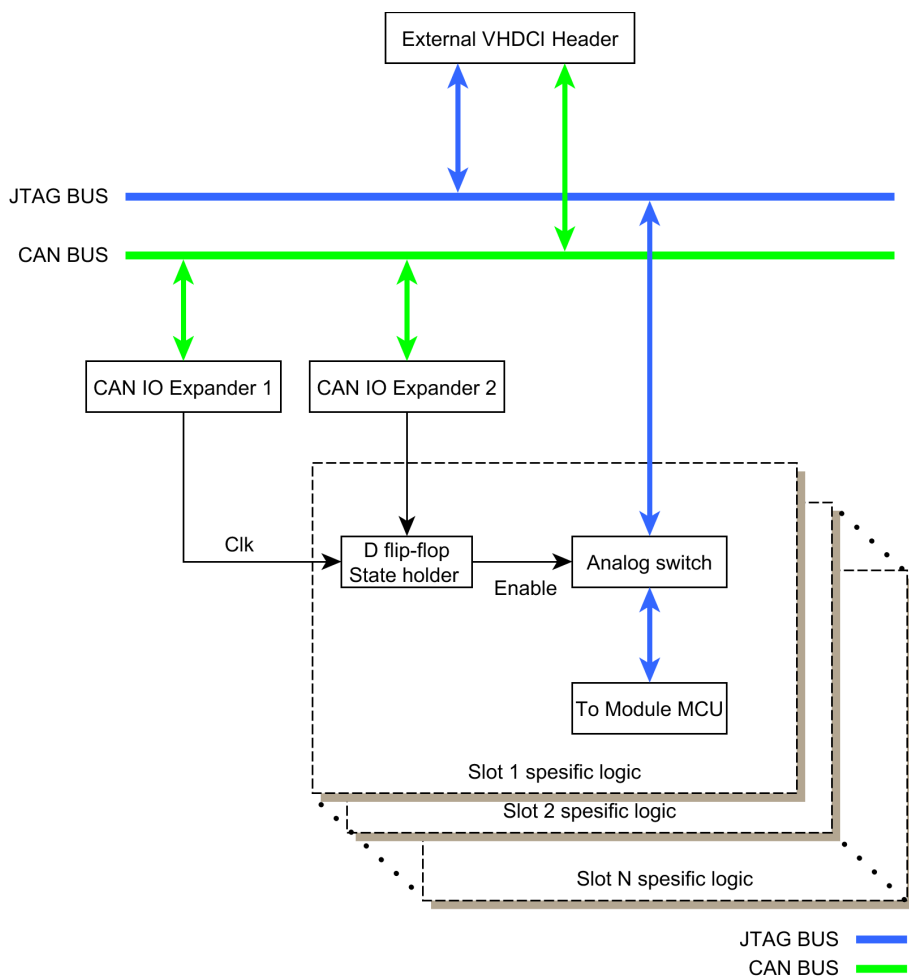 External VHDCI Header
JTAG BUS
CAN BUS
CAN IO Expander 1
CAN IO Expander 2
Clk
D flip-flop
State holder
Enable
Analog switch
To Module MCU
Slot 1 spesific logic
Slot 2 spesific logic
Slot N spesific logic
JTAG BUS
CAN BUS